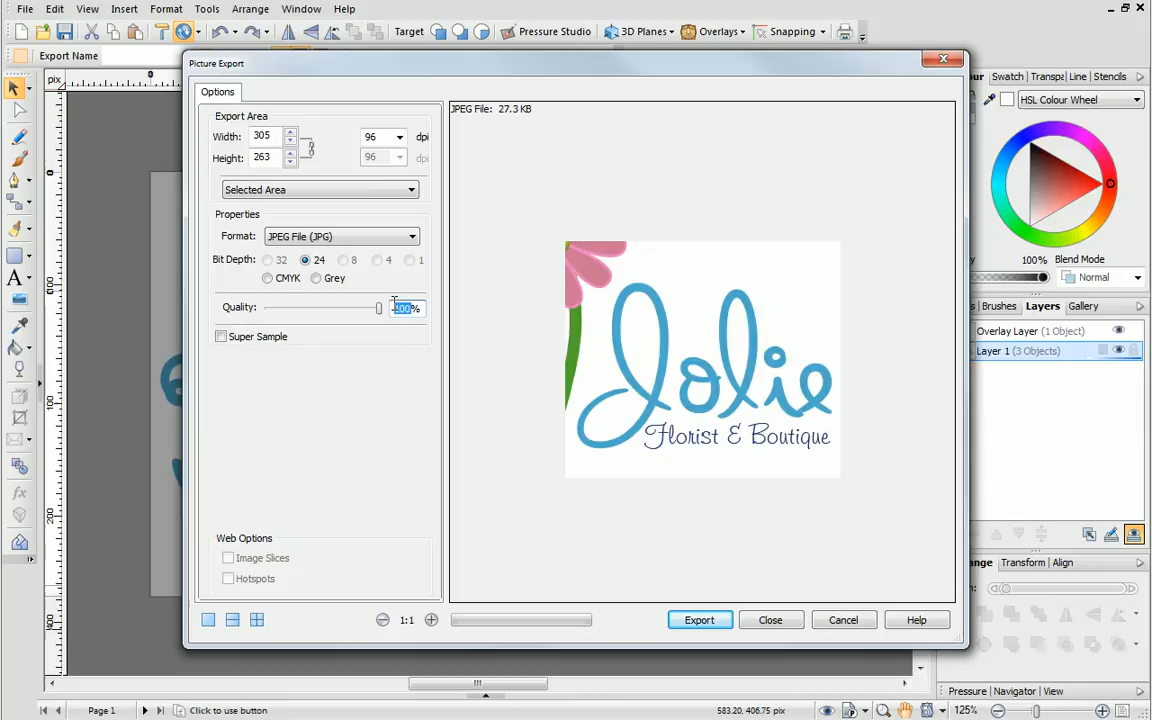 File Edit View Insert Format Tools Arrange Window Help
Target Pressure Studio 3D Planes Overlays Snapping
Export Name
pix
Picture Export
Options
Export Area
Width: 305 96 dpi
Height: 263 96 dpi
Selected Area
Properties
Format: JPEG File (JPG)
Bit Depth: 32 24 8 4 1
CMYK Grey
Quality: 100%
Super Sample
Web Options
Image Slices
Hotspots
1:1
JPEG File: 27.3 KB
Jolie
Florist & Boutique
Export Close Cancel Help
our Swatch Transpa Line Stencils
HSL Colour Wheel
100% Blend Mode
Normal
Brushes Layers Gallery
Overlay Layer (1 Object)
Layer 1 (3 Objects)
nge Transform Align
Pressure Navigator View
Page 1 Click to use button 583.20, 406.75 pix 125%